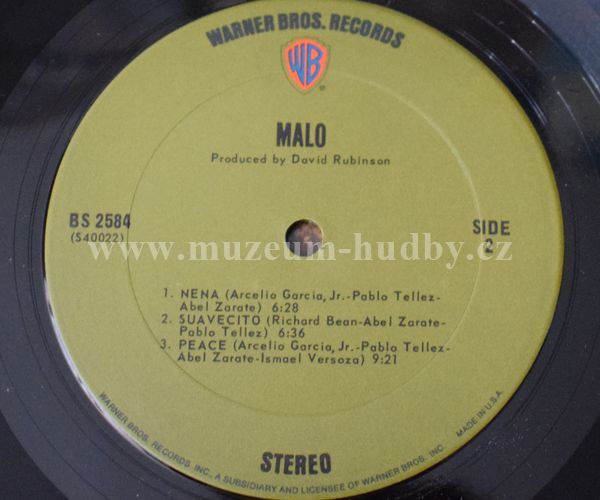 WARNER BROS. RECORDS
WB
®
MALO
Produced by David Rubinson
BS 2584
(S40022)
SIDE
2
www.muzeum-hudby.cz
1. NENA (Arcelio Garcia, Jr.-Pablo Tellez-
Abel Zarate) 6:28
2. SUAVECITO (Richard Bean-Abel Zarate-
Pablo Tellez) 6:36
3. PEACE (Arcelio Garcia, Jr.-Pablo Tellez-
Abel Zarate-Ismael Versoza) 9:21
STEREO
WARNER BROS. RECORDS INC., A SUBSIDIARY AND LICENSEE OF WARNER BROS. INC. • MADE IN U.S.A.